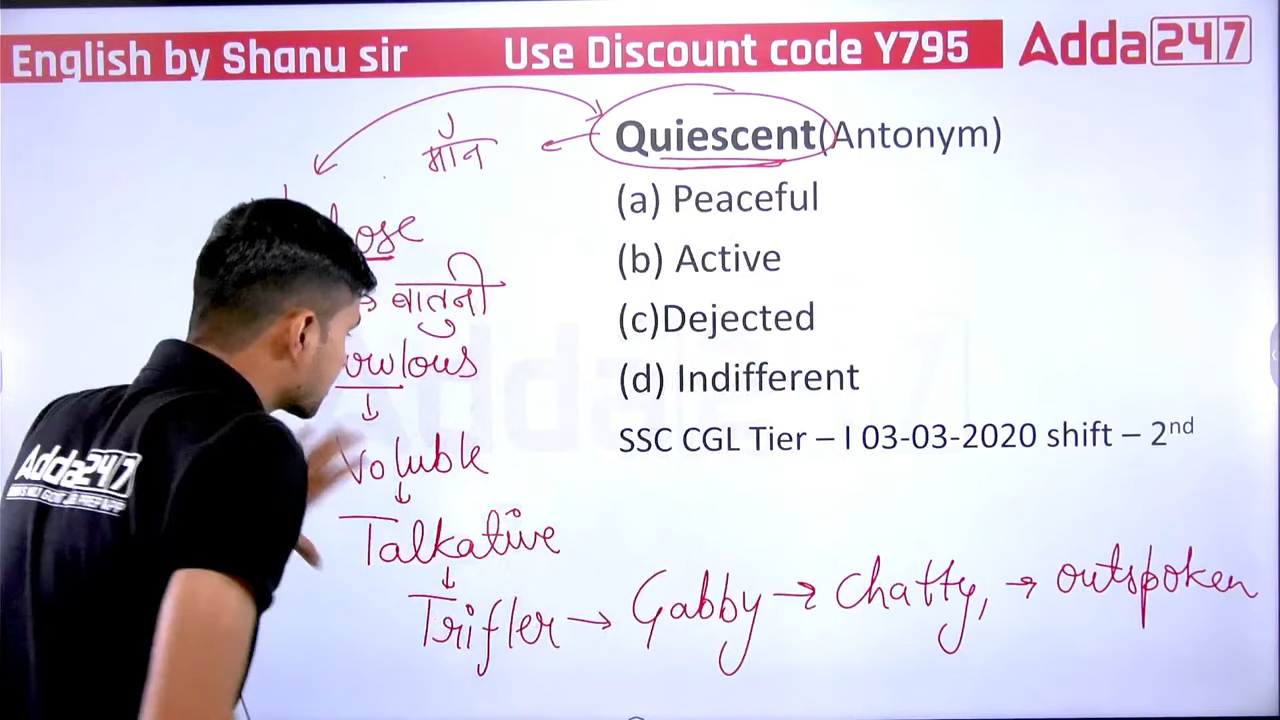 English by Shanu sir
Use Discount code Y795
Adda247
Quiescent(Antonym)
(a) Peaceful
(b) Active
(c)Dejected
(d) Indifferent
SSC CGL Tier – I 03-03-2020 shift – 2nd
मौन
बातुनी
Voluble
Talkative
Trifler → Gabby → Chatty, → outspoken
Adda247